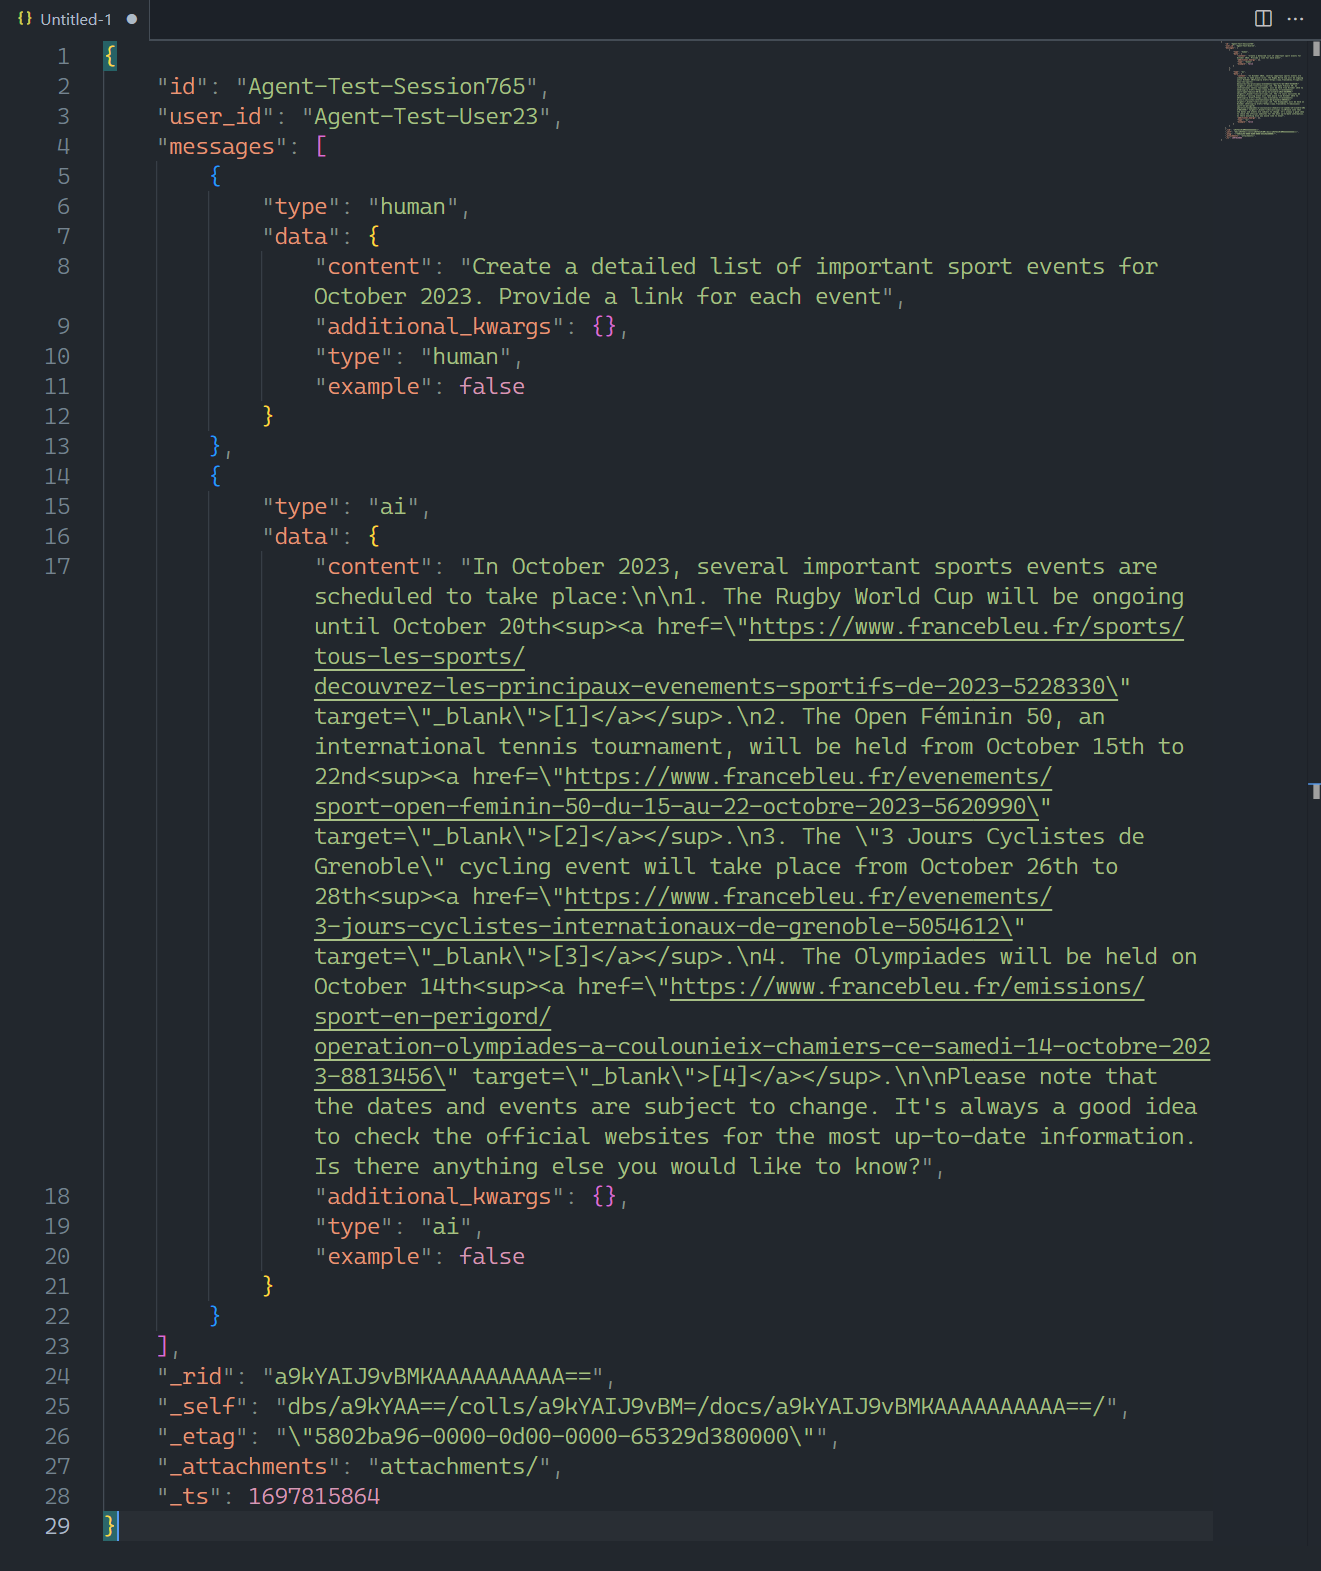 {} Untitled-1 ●
1 {
2 "id": "Agent-Test-Session765",
3 "user_id": "Agent-Test-User23",
4 "messages": [
5 {
6 "type": "human",
7 "data": {
8 "content": "Create a detailed list of important sport events for
October 2023. Provide a link for each event",
9 "additional_kwargs": {},
10 "type": "human",
11 "example": false
12 }
13 },
14 {
15 "type": "ai",
16 "data": {
17 "content": "In October 2023, several important sports events are
scheduled to take place:\n\n1. The Rugby World Cup will be ongoing
until October 20th<sup><a href=\"https://www.francebleu.fr/sports/
tous-les-sports/
decouvrez-les-principaux-evenements-sportifs-de-2023-5228330\"
target=\"_blank\">[1]</a></sup>.\n2. The Open Féminin 50, an
international tennis tournament, will be held from October 15th to
22nd<sup><a href=\"https://www.francebleu.fr/evenements/
sport-open-feminin-50-du-15-au-22-octobre-2023-5620990\"
target=\"_blank\">[2]</a></sup>.\n3. The \"3 Jours Cyclistes de
Grenoble\" cycling event will take place from October 26th to
28th<sup><a href=\"https://www.francebleu.fr/evenements/
3-jours-cyclistes-internationaux-de-grenoble-5054612\"
target=\"_blank\">[3]</a></sup>.\n4. The Olympiades will be held on
October 14th<sup><a href=\"https://www.francebleu.fr/emissions/
sport-en-perigord/
operation-olympiades-a-coulounieix-chamiers-ce-samedi-14-octobre-202
3-8813456\" target=\"_blank\">[4]</a></sup>.\n\nPlease note that
the dates and events are subject to change. It's always a good idea
to check the official websites for the most up-to-date information.
Is there anything else you would like to know?",
18 "additional_kwargs": {},
19 "type": "ai",
20 "example": false
21 }
22 }
23 ],
24 "_rid": "a9kYAIJ9vBMKAAAAAAAAAA==",
25 "_self": "dbs/a9kYAA==/colls/a9kYAIJ9vBM=/docs/a9kYAIJ9vBMKAAAAAAAAAA==/",
26 "_etag": "\"5802ba96-0000-0d00-0000-65329d380000\"",
27 "_attachments": "attachments/",
28 "_ts": 1697815864
29 }